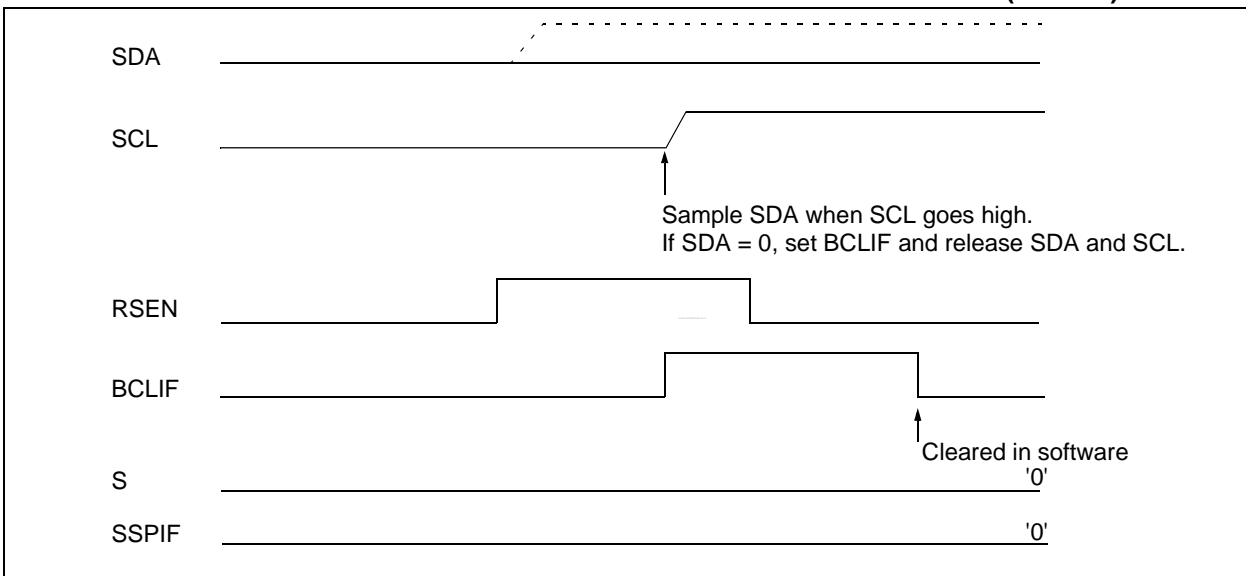 SDA
SCL
Sample SDA when SCL goes high.
If SDA = 0, set BCLIF and release SDA and SCL.
RSEN
BCLIF
Cleared in software
S
'0'
SSPIF
'0'